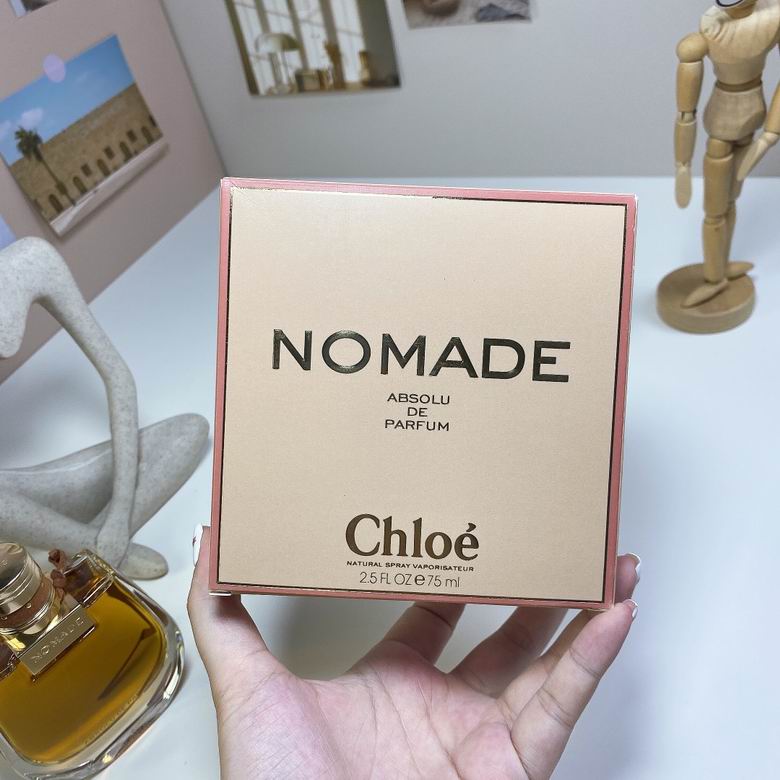 NOMADE
ABSOLU
DE
PARFUM
Chloé
NATURAL SPRAY VAPORISATEUR
2.5 FL OZ ℮ 75 ml
NOMADE